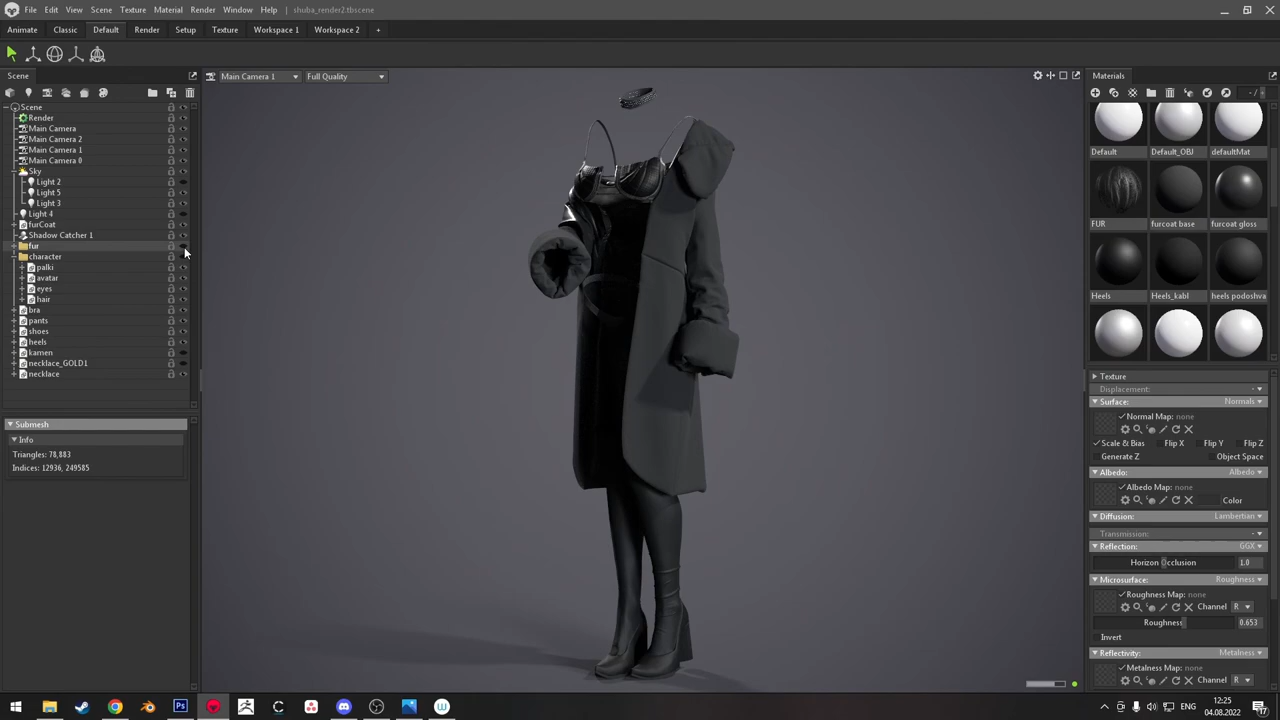 File Edit View Scene Texture Material Render Window Help shuba_render2.tbscene
Animate Classic Default Render Setup Texture Workspace 1 Workspace 2 +
Scene
Main Camera 1 Full Quality
Materials
Scene
Render
Main Camera
Main Camera 2
Main Camera 1
Main Camera 0
Sky
Light 2
Light 5
Light 3
Light 4
furCoat
Shadow Catcher 1
fur
character
palki
avatar
eyes
hair
bra
pants
shoes
heels
kamen
necklace_GOLD1
necklace
Submesh
Info
Triangles: 78,883
Indices: 12936, 249585
Default Default_OBJ defaultMat
FUR furcoat base furcoat gloss
Heels Heels_kabl heels podoshva
Texture
Displacement:
Surface: Normals
Normal Map: none
Scale & Bias Flip X Flip Y Flip Z
Generate Z Object Space
Albedo: Albedo
Albedo Map: none
Color
Diffusion: Lambertian
Transmission:
Reflection: GGX
Horizon Occlusion 1.0
Microsurface: Roughness
Roughness Map: none
Channel R
Roughness 0.653
Invert
Reflectivity: Metalness
Metalness Map: none
Channel R
ENG 12:25
04.08.2022 17